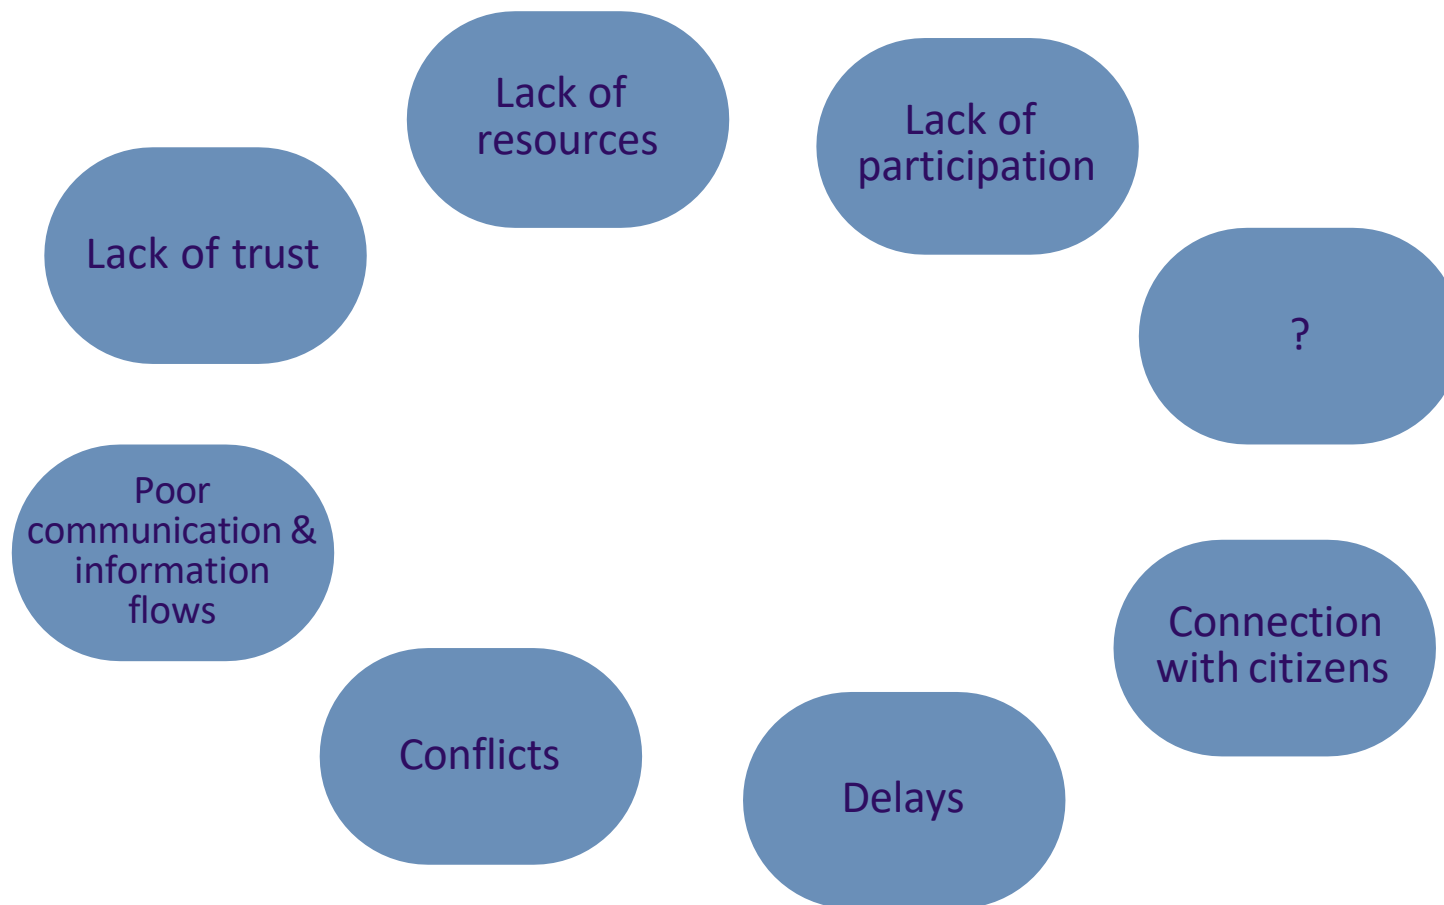 Lack of
resources
Lack of
participation
Lack of trust
?
Poor
communication &
information
flows
Connection
with citizens
Conflicts
Delays